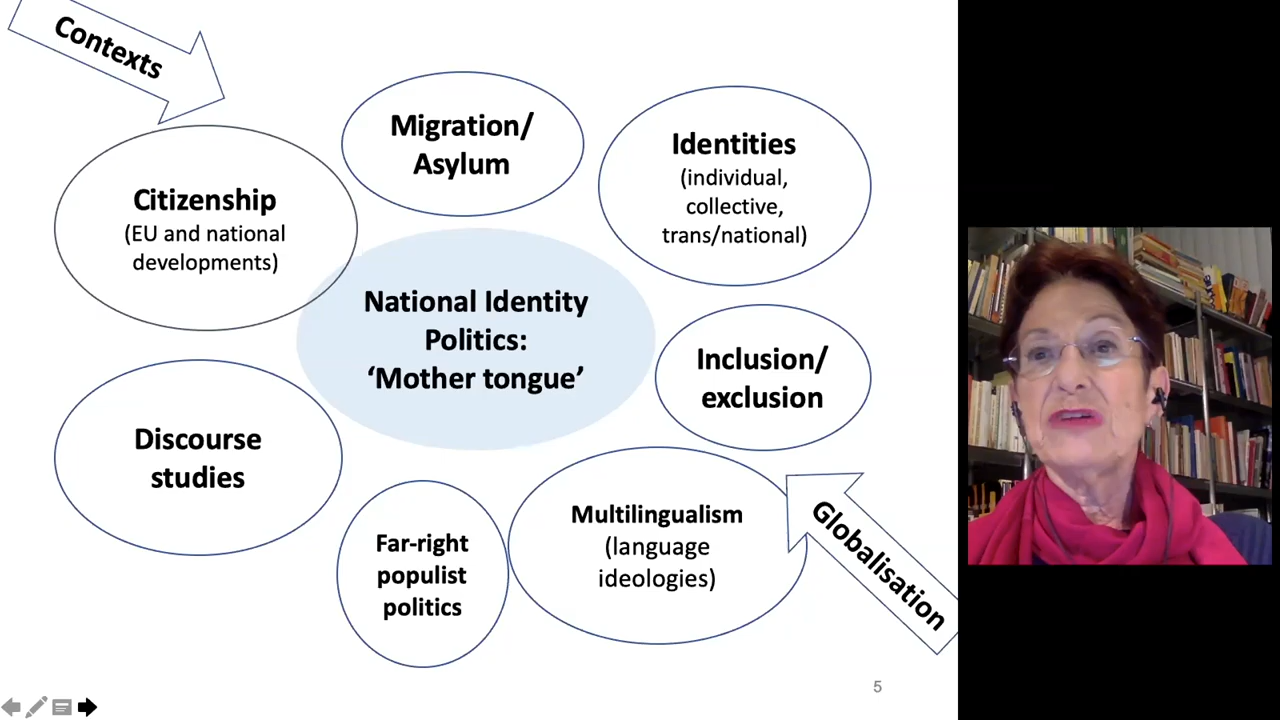 Contexts
Migration/
Asylum
Identities
(individual,
collective,
trans/national)
Citizenship
(EU and national
developments)
National Identity
Politics:
‘Mother tongue’
Inclusion/
exclusion
Discourse
studies
Far-right
populist
politics
Multilingualism
(language
ideologies)
Globalisation
5